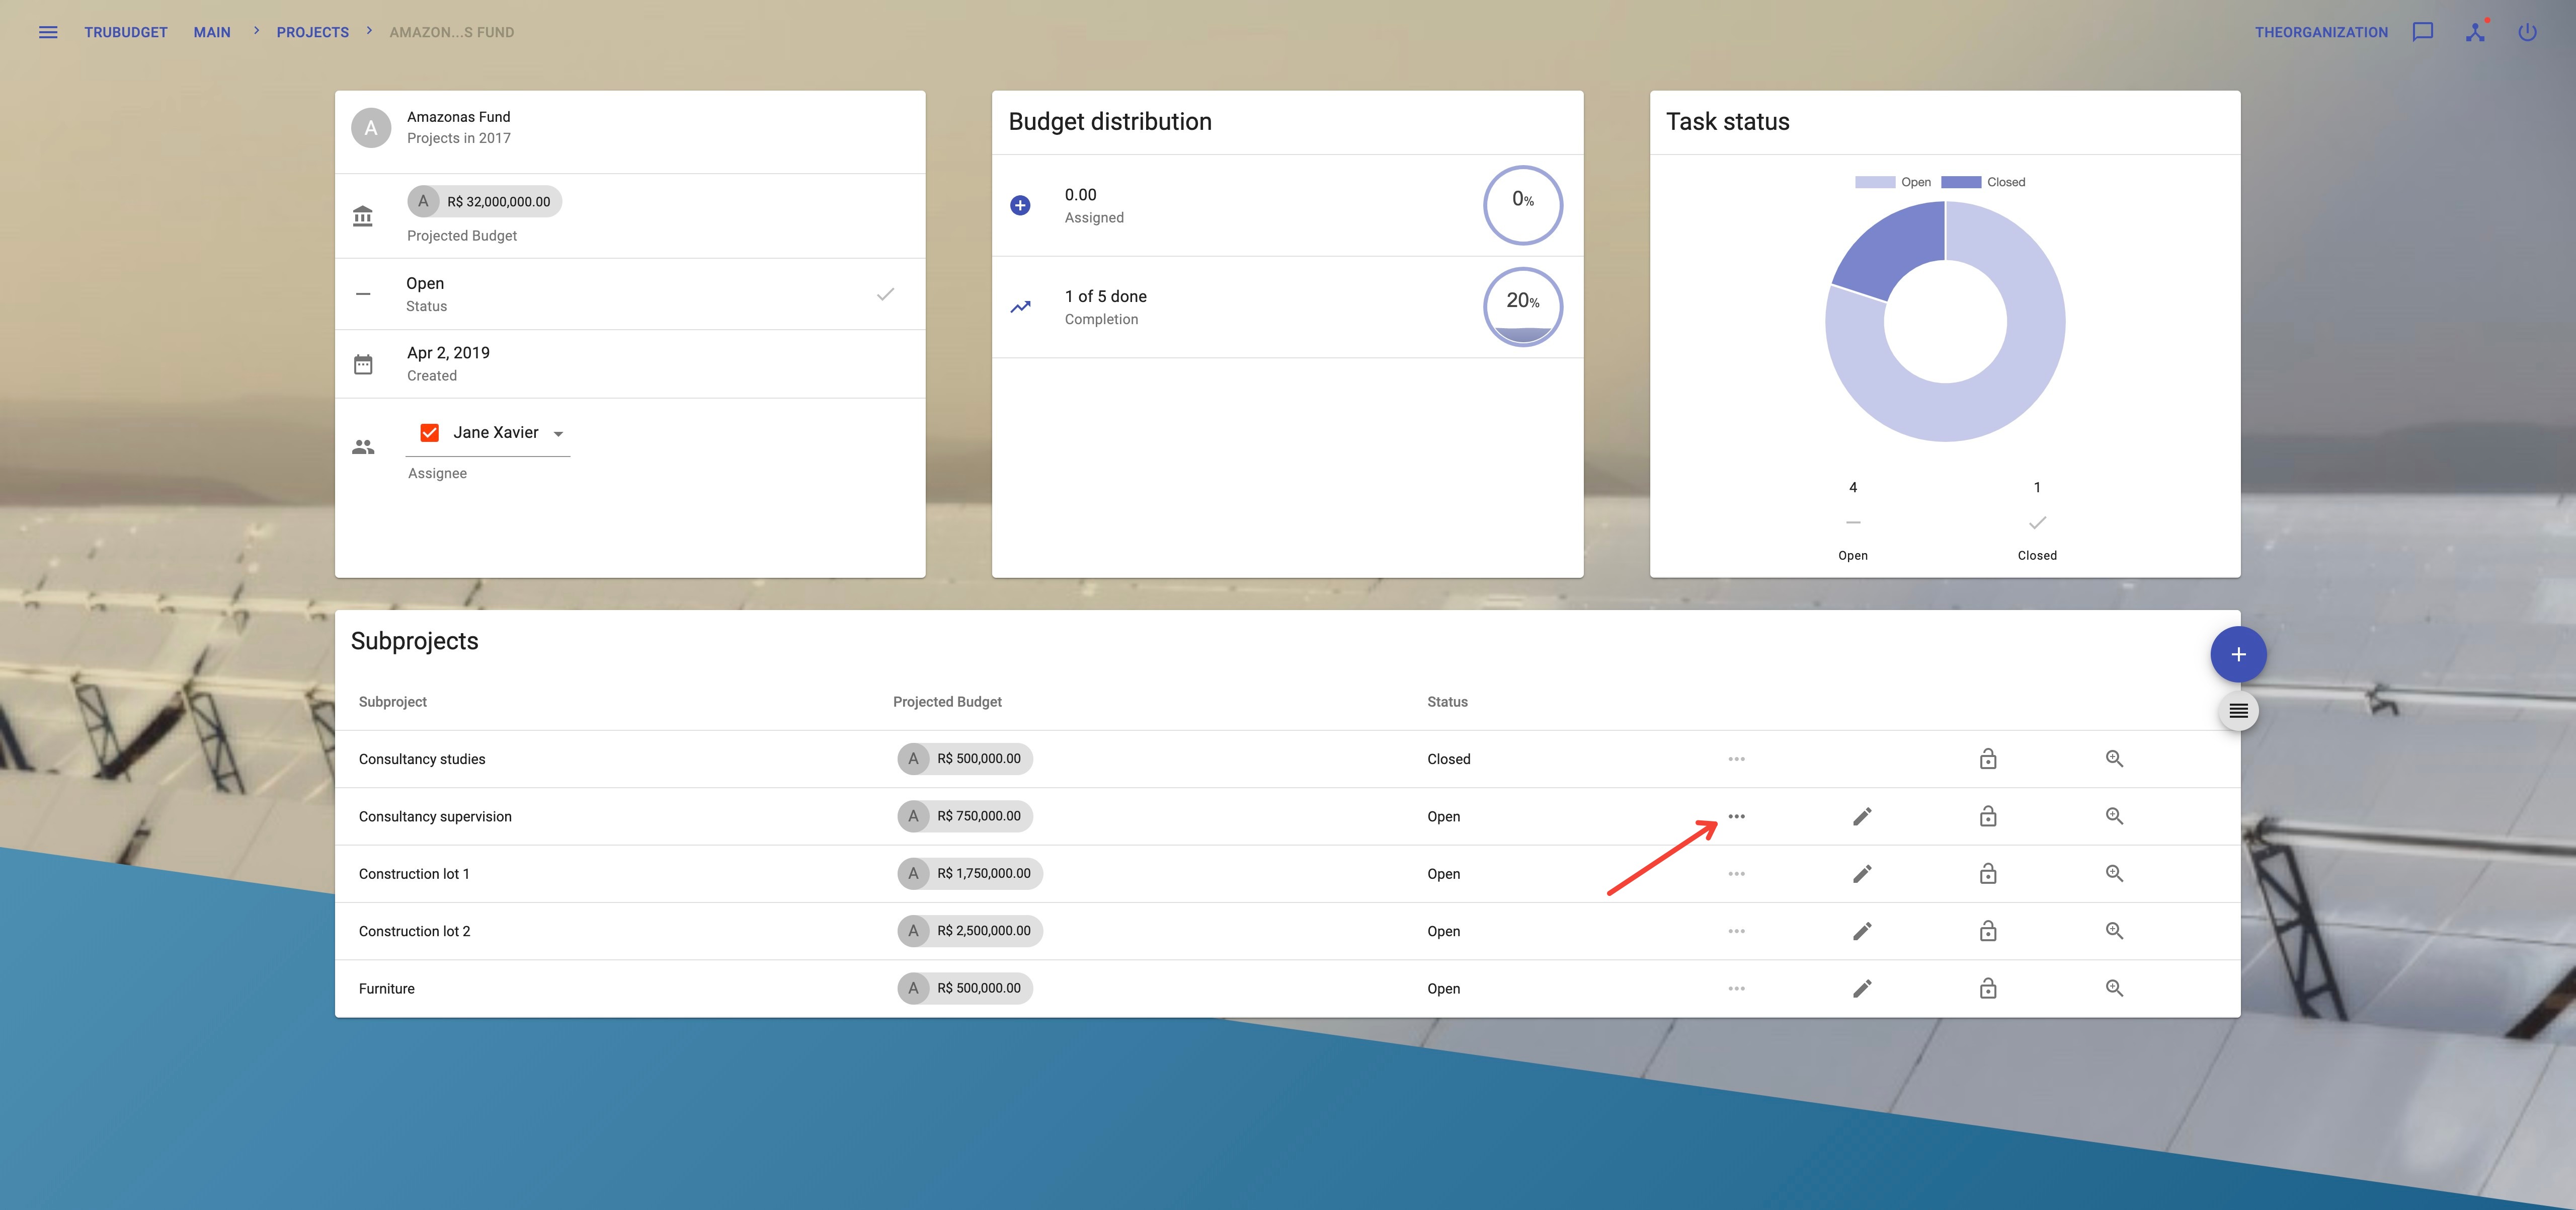 TRUBUDGET MAIN > PROJECTS > AMAZON...S FUND
THEORGANIZATION
A
Amazonas Fund
Projects in 2017
A R$ 32,000,000.00
Projected Budget
Open
Status
Apr 2, 2019
Created
Jane Xavier
Assignee
Budget distribution
0.00
Assigned
0%
1 of 5 done
Completion
20%
Task status
Open Closed
4 1
Open Closed
Subprojects
Subproject Projected Budget Status
Consultancy studies A R$ 500,000.00 Closed
Consultancy supervision A R$ 750,000.00 Open
Construction lot 1 A R$ 1,750,000.00 Open
Construction lot 2 A R$ 2,500,000.00 Open
Furniture A R$ 500,000.00 Open